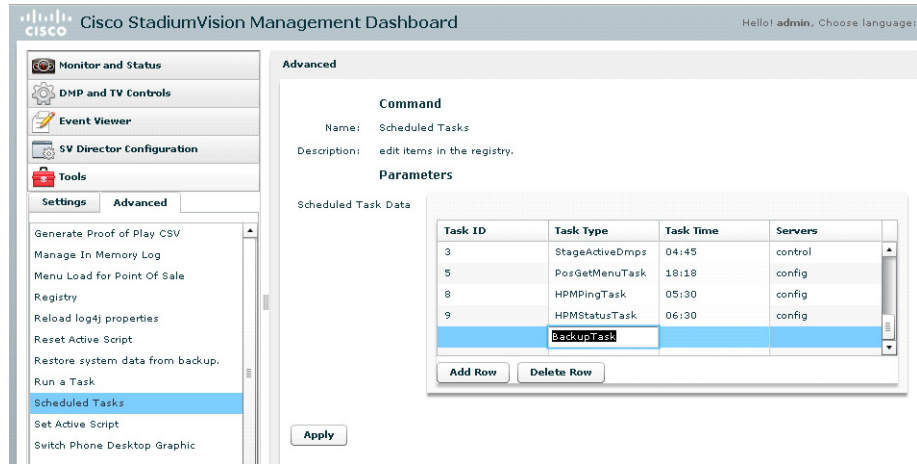 CISCO
Cisco StadiumVision Management Dashboard
Hello! admin, Choose language:
Monitor and Status
DMP and TV Controls
Event Viewer
SV Director Configuration
Tools
Settings Advanced
Generate Proof of Play CSV
Manage In Memory Log
Menu Load for Point Of Sale
Registry
Reload log4j properties
Reset Active Script
Restore system data from backup.
Run a Task
Scheduled Tasks
Set Active Script
Switch Phone Desktop Graphic
Advanced
Command
Name: Scheduled Tasks
Description: edit items in the registry.
Parameters
Scheduled Task Data
Task ID Task Type Task Time Servers
3 StageActiveDmps 04:45 control
5 PosGetMenuTask 18:18 config
8 HPMPingTask 05:30 config
9 HPMStatusTask 06:30 config
BackupTask
Add Row Delete Row
Apply